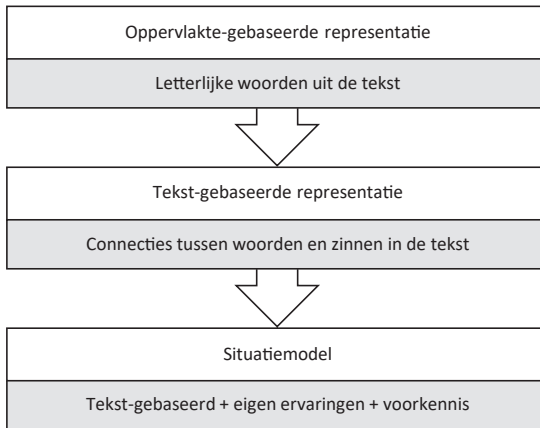 Oppervlakte-gebaseerde representatie
Letterlijke woorden uit de tekst
Tekst-gebaseerde representatie
Connecties tussen woorden en zinnen in de tekst
Situatiemodel
Tekst-gebaseerd + eigen ervaringen + voorkennis